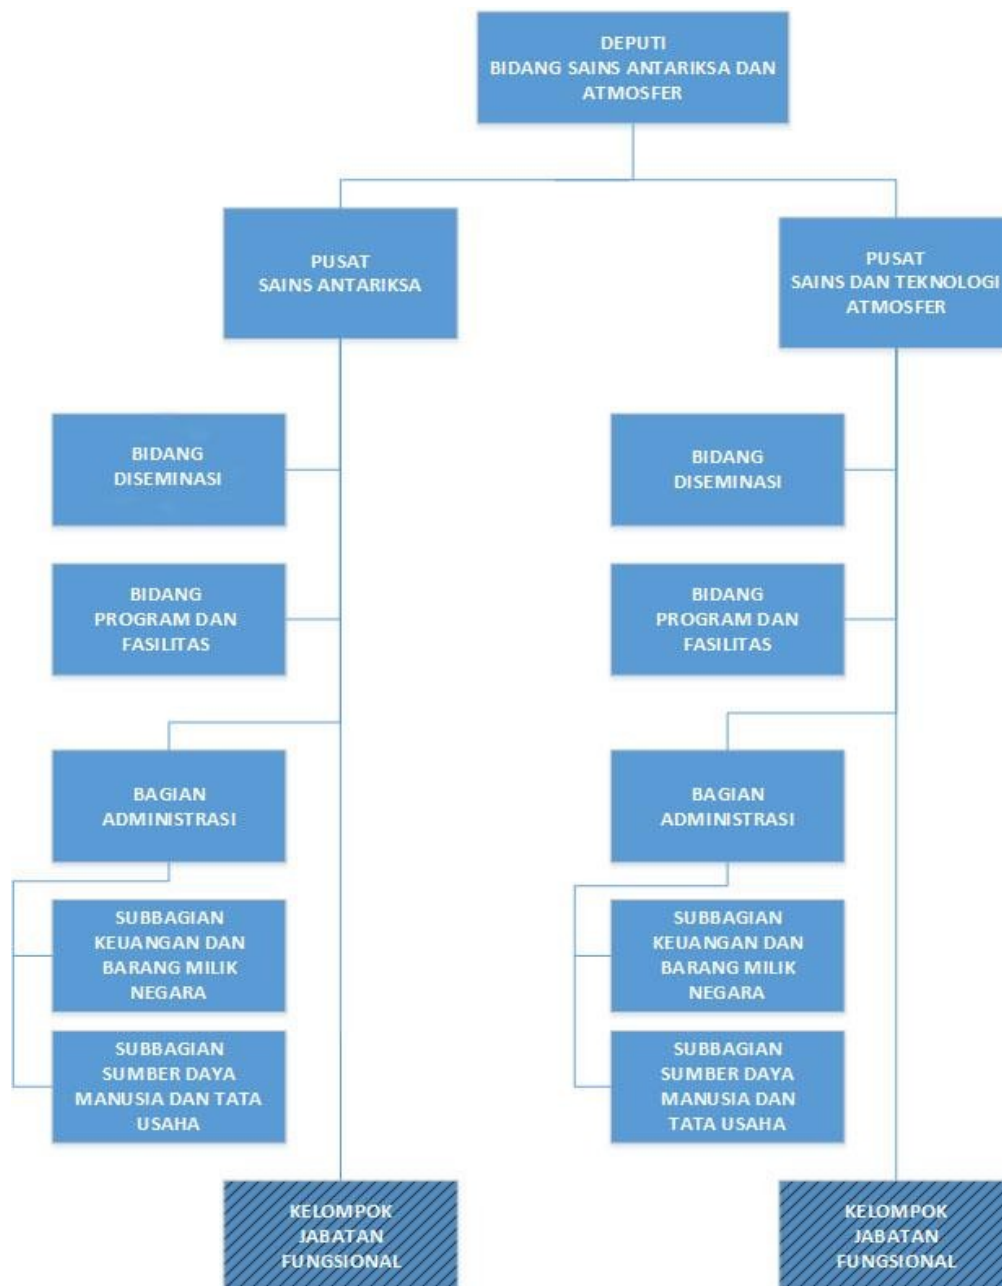 DEPUTI
BIDANG SAINS ANTARIKSA DAN
ATMOSFER
PUSAT
SAINS ANTARIKSA
PUSAT
SAINS DAN TEKNOLOGI
ATMOSFER
BIDANG
DISEMINASI
BIDANG
DISEMINASI
BIDANG
PROGRAM DAN
FASILITAS
BIDANG
PROGRAM DAN
FASILITAS
BAGIAN
ADMINISTRASI
BAGIAN
ADMINISTRASI
SUBBAGIAN
KEUANGAN DAN
BARANG MILIK
NEGARA
SUBBAGIAN
KEUANGAN DAN
BARANG MILIK
NEGARA
SUBBAGIAN
SUMBER DAYA
MANUSIA DAN TATA
USAHA
SUBBAGIAN
SUMBER DAYA
MANUSIA DAN
TATA USAHA
KELOMPOK
JABATAN
FUNGSIONAL
KELOMPOK
JABATAN
FUNGSIONAL